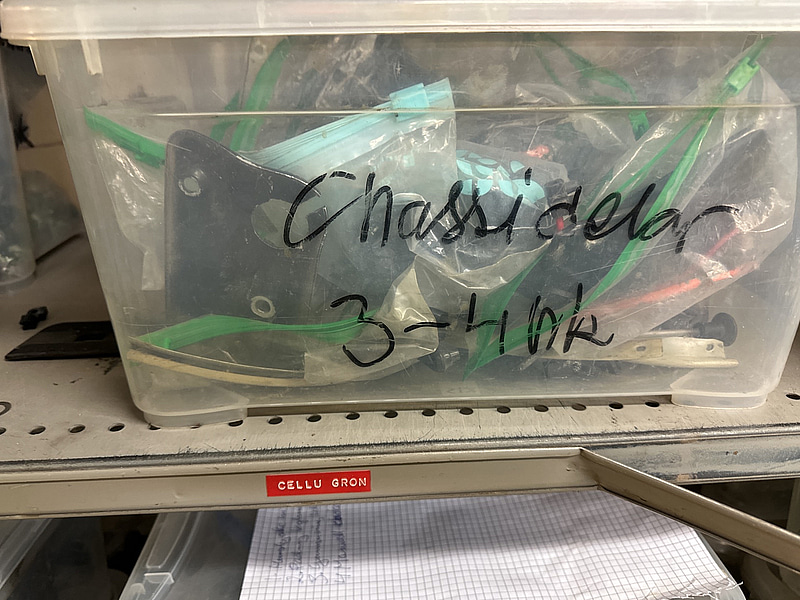 Chassidelar
3-4 hk
CELLU GRON